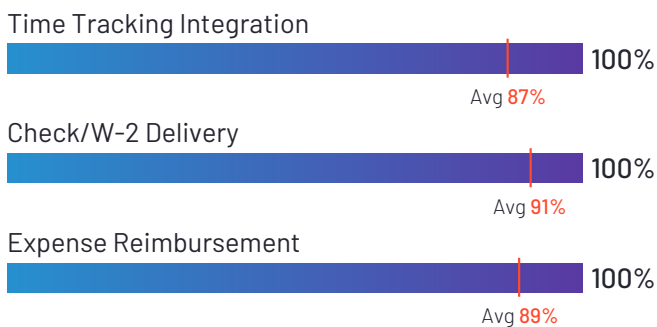 Time Tracking Integration
100%
Avg 87%
Check/W-2 Delivery
100%
Avg 91%
Expense Reimbursement
100%
Avg 89%